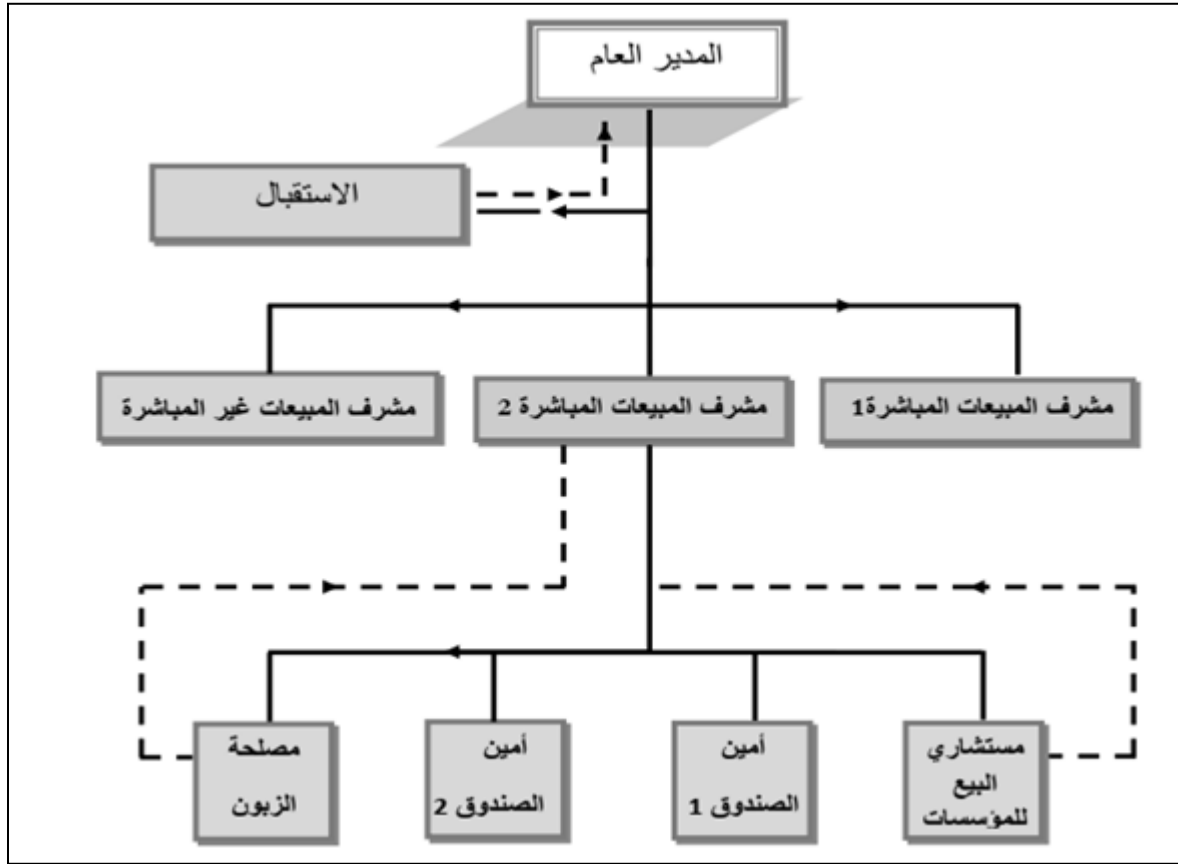 المدير العام
الاستقبال
مشرف المبيعات المباشرة1
مشرف المبيعات المباشرة 2
مشرف المبيعات غير المباشرة
مستشاري
البيع
للمؤسسات
أمين
الصندوق 1
أمين
الصندوق 2
مصلحة
الزبون